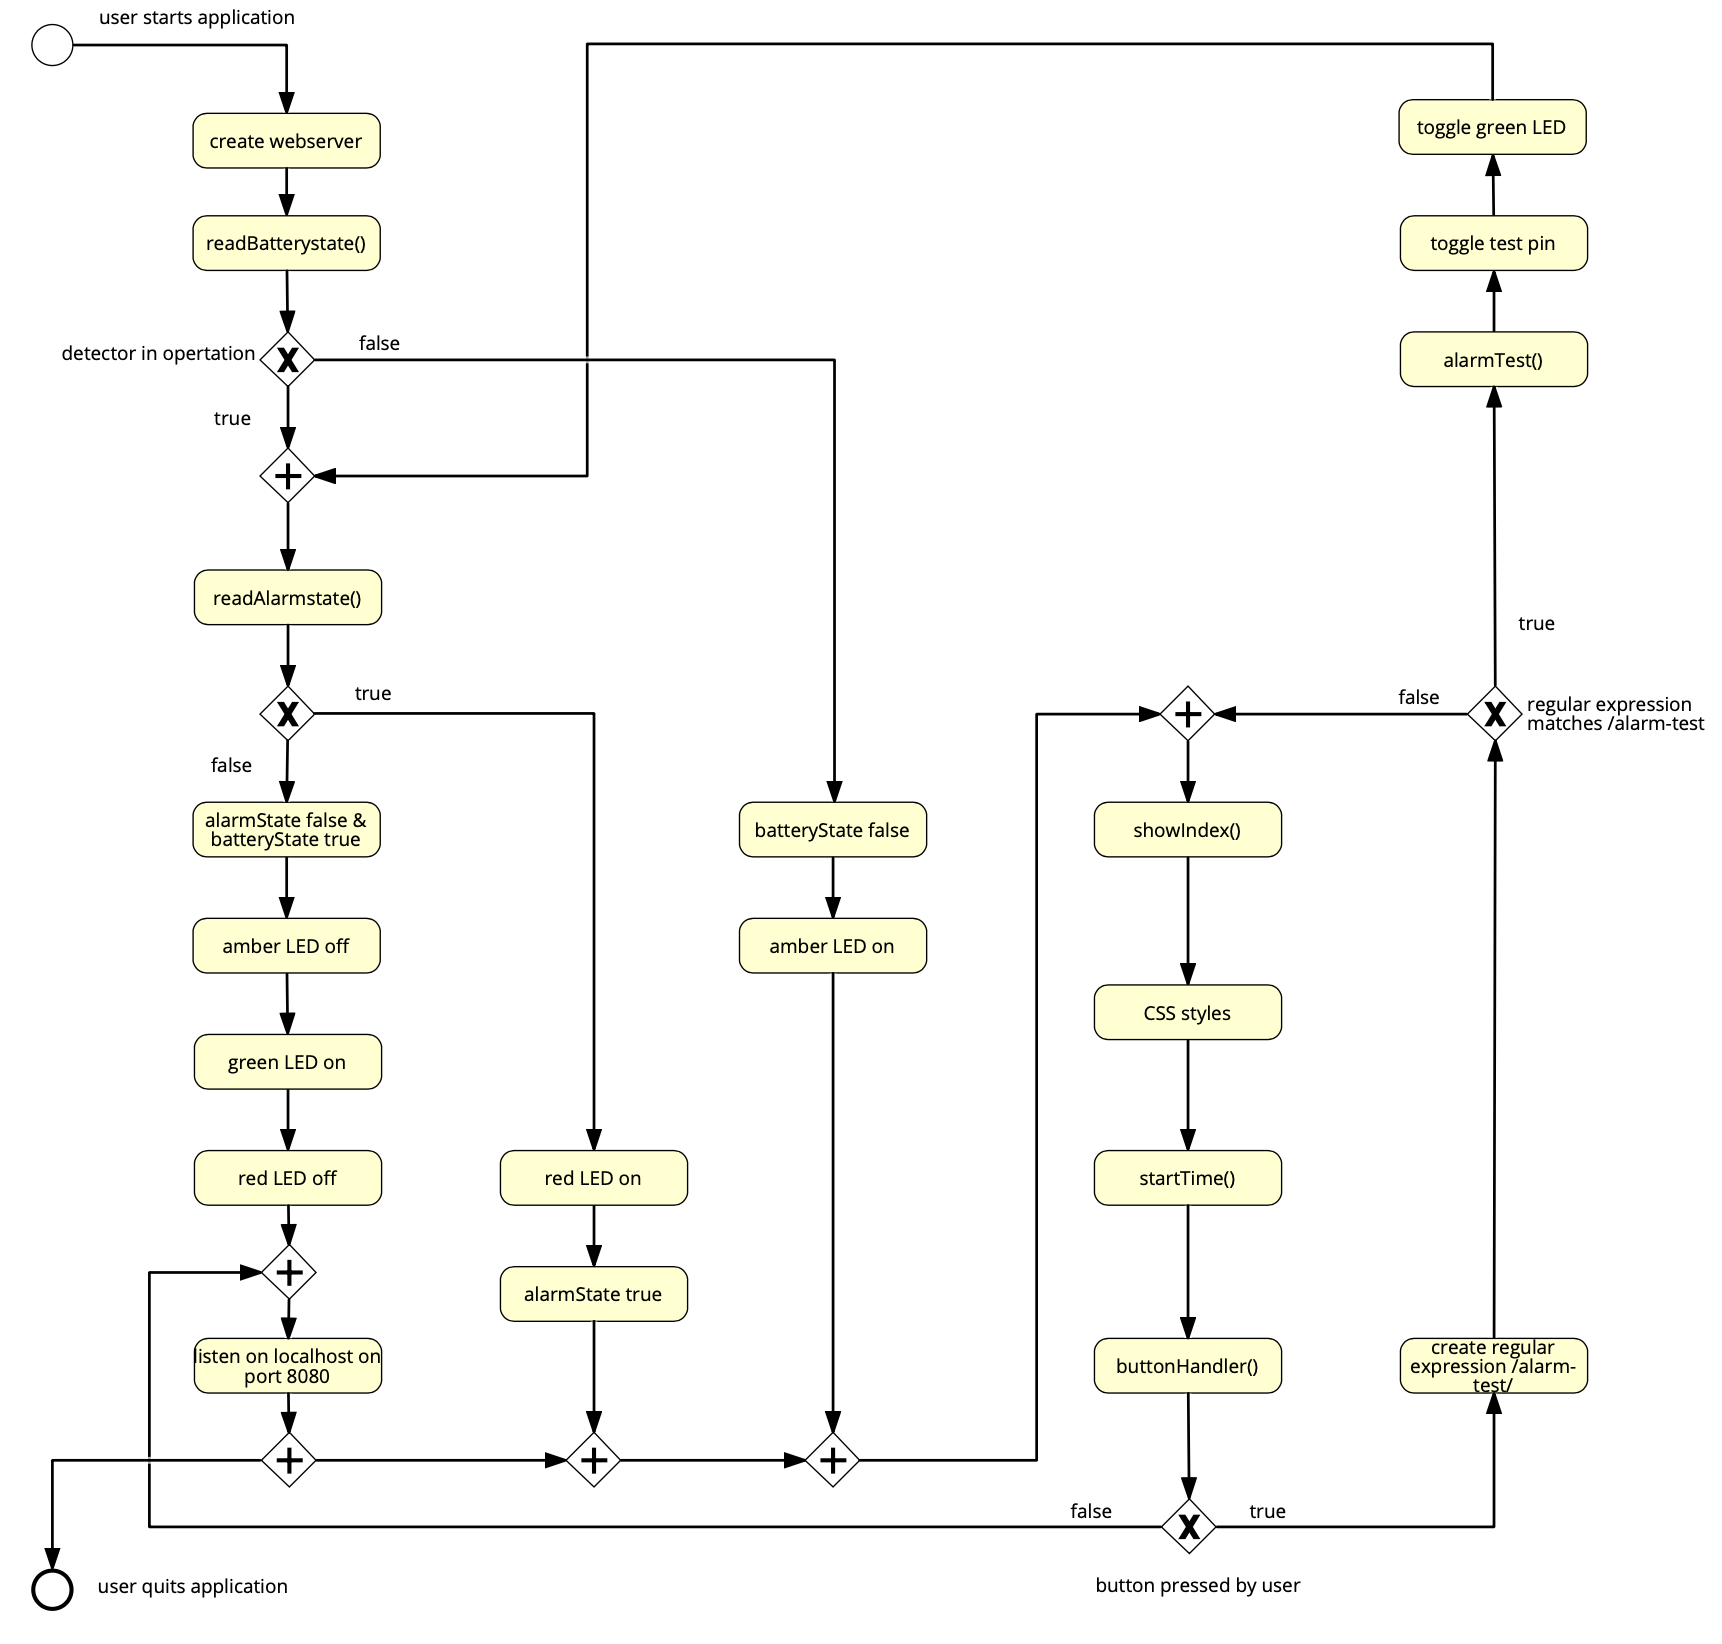 user starts application
create webserver
toggle green LED
readBatterystate()
toggle test pin
detector in opertation
false
alarmTest()
true
readAlarmstate()
true
true
false
regular expression
matches /alarm-test
false
alarmState false &
batteryState true
batteryState false
showIndex()
amber LED off
amber LED on
CSS styles
green LED on
red LED off
red LED on
startTime()
alarmState true
listen on localhost on
port 8080
buttonHandler()
create regular
expression /alarm-
test/
false
true
user quits application
button pressed by user